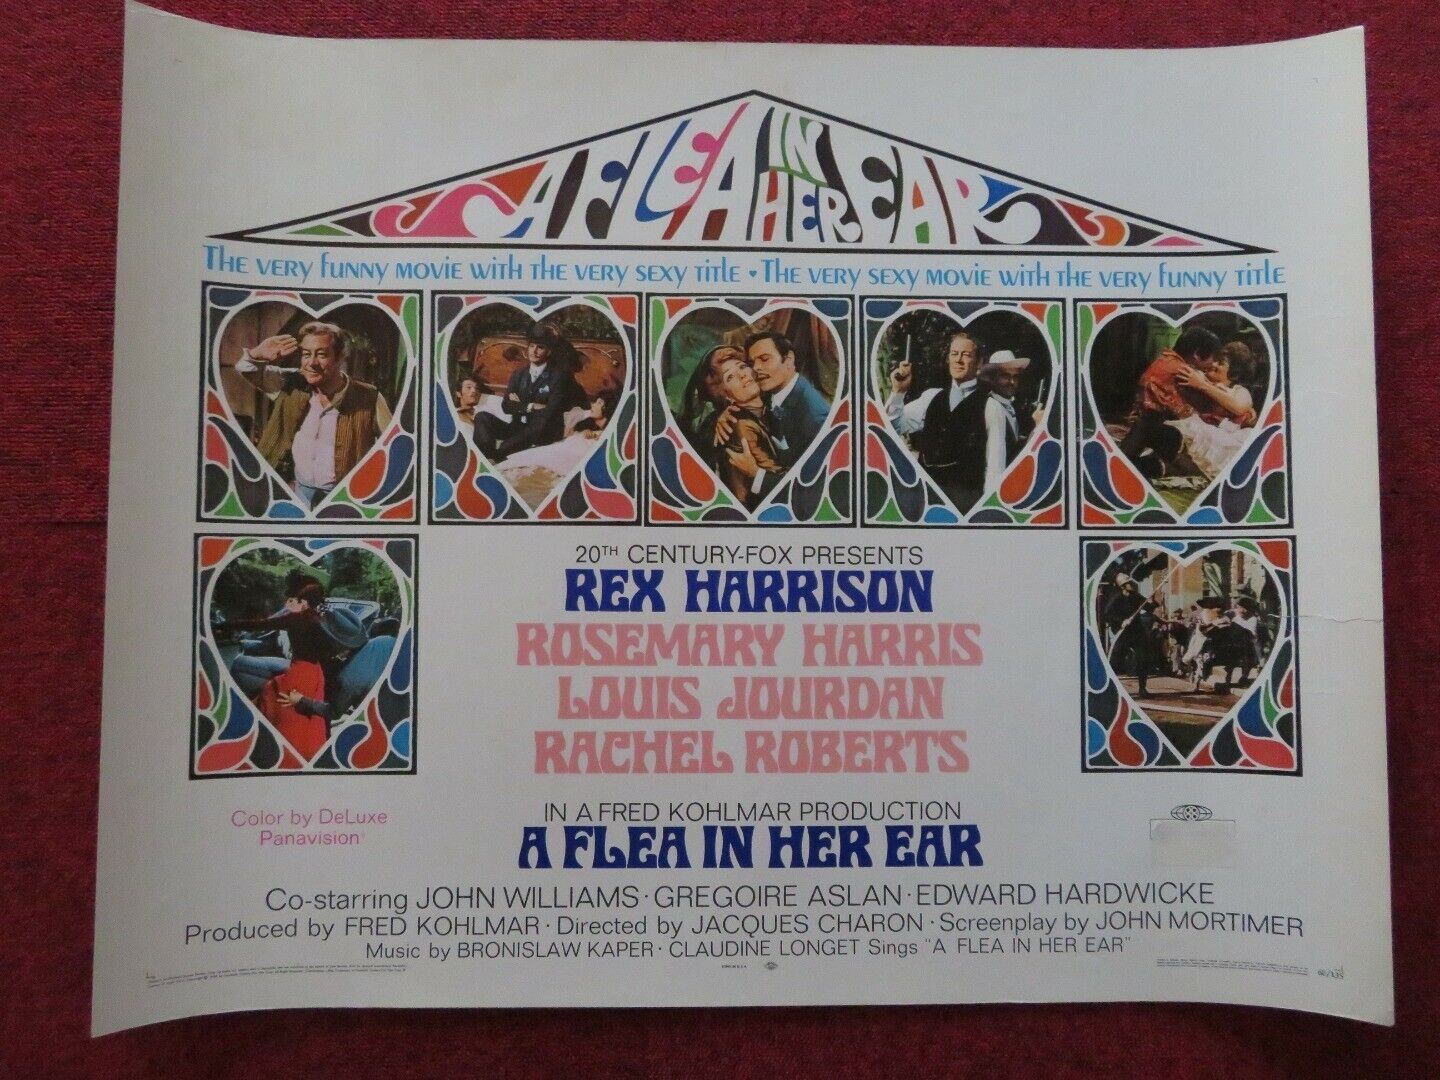 A FLEA IN HER EAR
The very funny movie with the very sexy title • The very sexy movie with the very funny title
20TH CENTURY-FOX PRESENTS
REX HARRISON
ROSEMARY HARRIS
LOUIS JOURDAN
RACHEL ROBERTS
Color by DeLuxe
Panavision®
IN A FRED KOHLMAR PRODUCTION
A FLEA IN HER EAR
Co-starring JOHN WILLIAMS · GREGOIRE ASLAN · EDWARD HARDWICKE
Produced by FRED KOHLMAR · Directed by JACQUES CHARON · Screenplay by JOHN MORTIMER
Music by BRONISLAW KAPER · CLAUDINE LONGET Sings "A FLEA IN HER EAR"
68/335